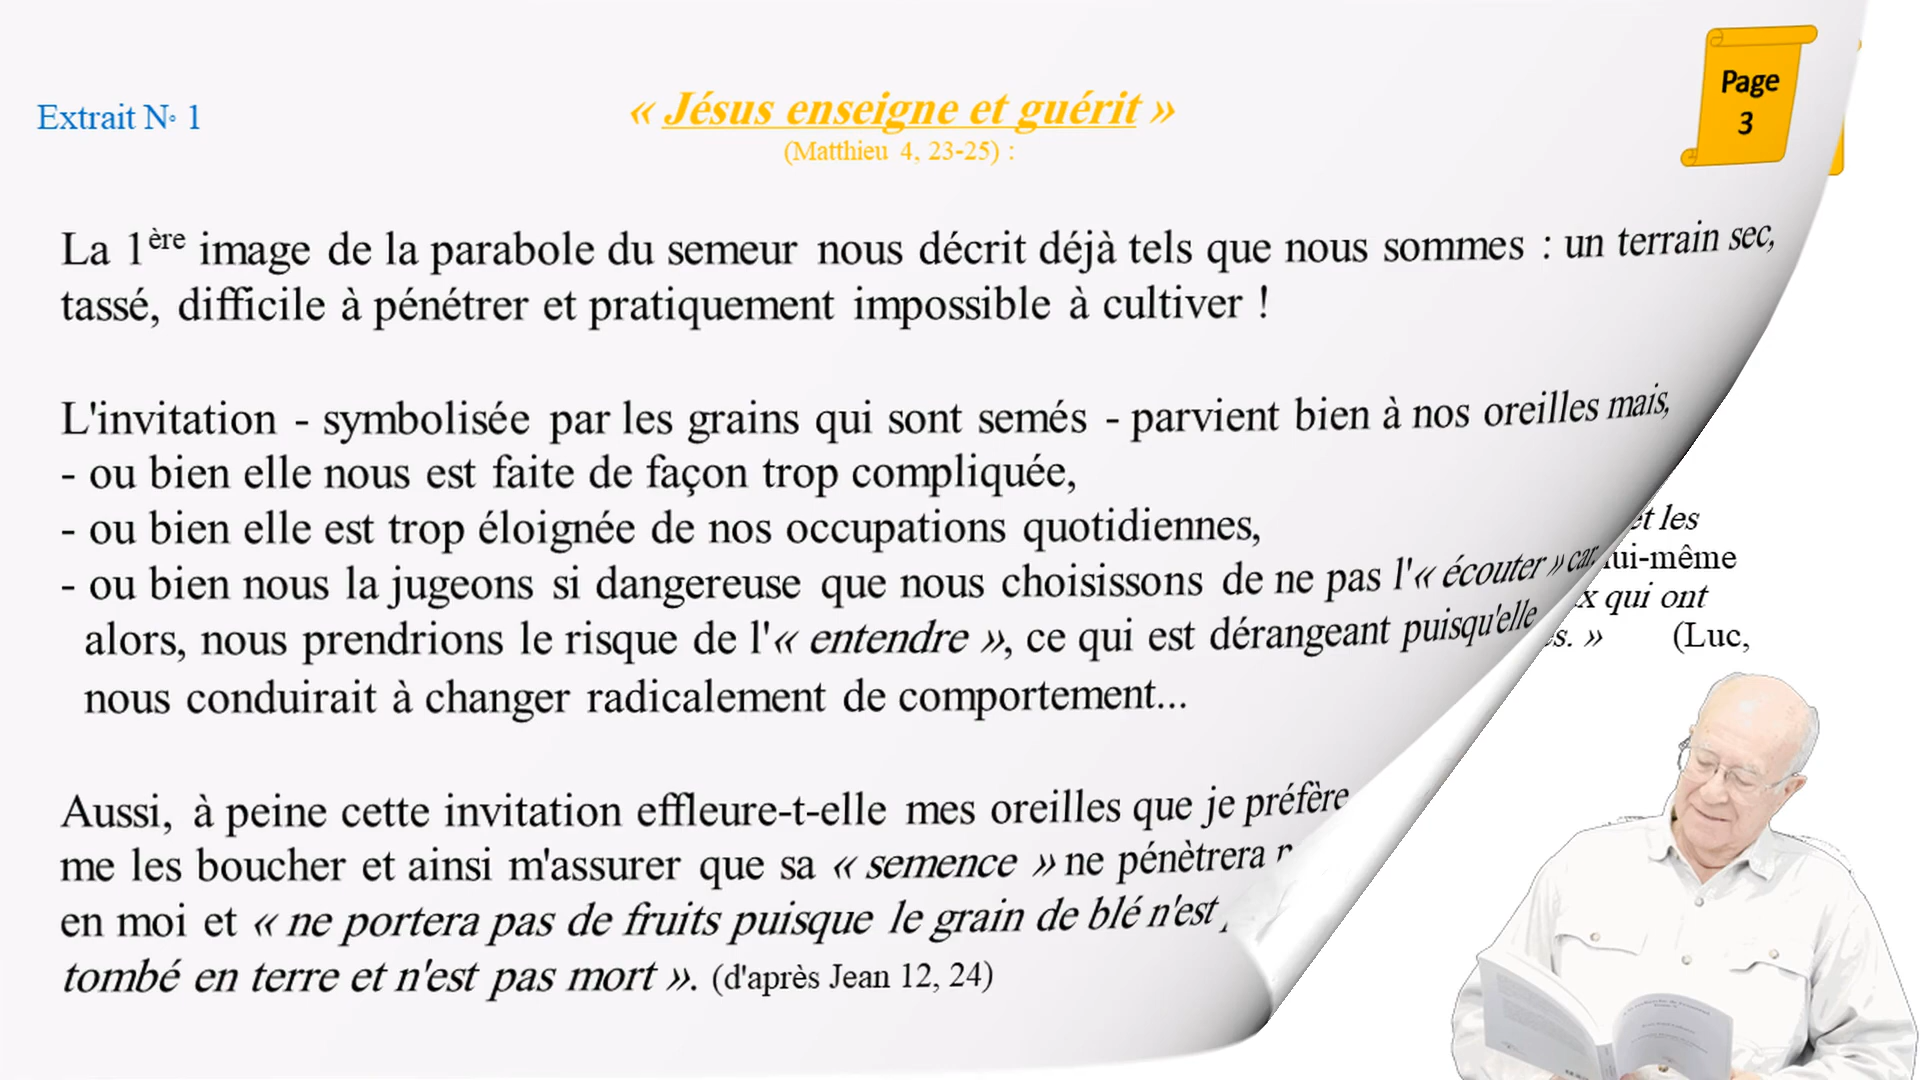 Extrait N° 1
« Jésus enseigne et guérit »
(Matthieu 4, 23-25) :
Page
3
La 1ère image de la parabole du semeur nous décrit déjà tels que nous sommes : un terrain sec,
tassé, difficile à pénétrer et pratiquement impossible à cultiver !
L'invitation - symbolisée par les grains qui sont semés - parvient bien à nos oreilles mais,
- ou bien elle nous est faite de façon trop compliquée,
- ou bien elle est trop éloignée de nos occupations quotidiennes,
- ou bien nous la jugeons si dangereuse que nous choisissons de ne pas l'« écouter » car,
alors, nous prendrions le risque de l'« entendre », ce qui est dérangeant puisqu'elle
nous conduirait à changer radicalement de comportement...
Aussi, à peine cette invitation effleure-t-elle mes oreilles que je préfère
me les boucher et ainsi m'assurer que sa « semence » ne pénètrera
en moi et « ne portera pas de fruits puisque le grain de blé n'est
tombé en terre et n'est pas mort ». (d'après Jean 12, 24)
et les
lui-même
qui ont
» (Luc,